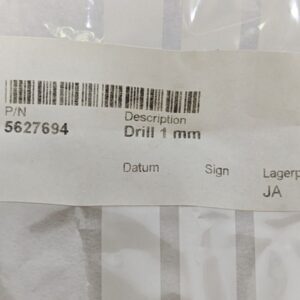 P/N Description
5627694 Drill 1 mm
Datum Sign Lagerp
JA